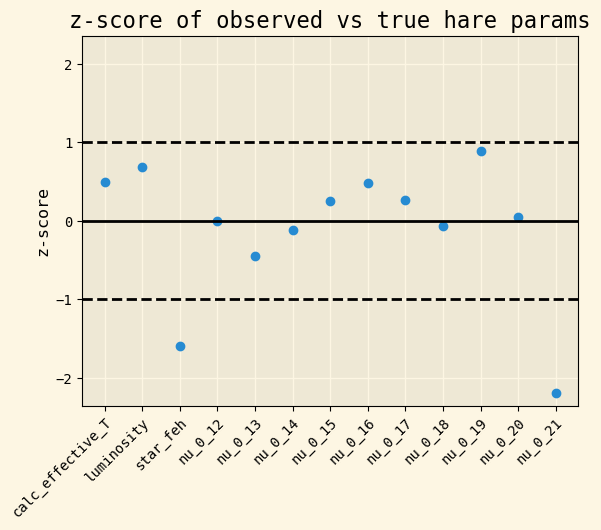 z-score of observed vs true hare params
z-score
2
1
0
−1
−2
calc_effective_T
luminosity
star_feh
nu_0_12
nu_0_13
nu_0_14
nu_0_15
nu_0_16
nu_0_17
nu_0_18
nu_0_19
nu_0_20
nu_0_21